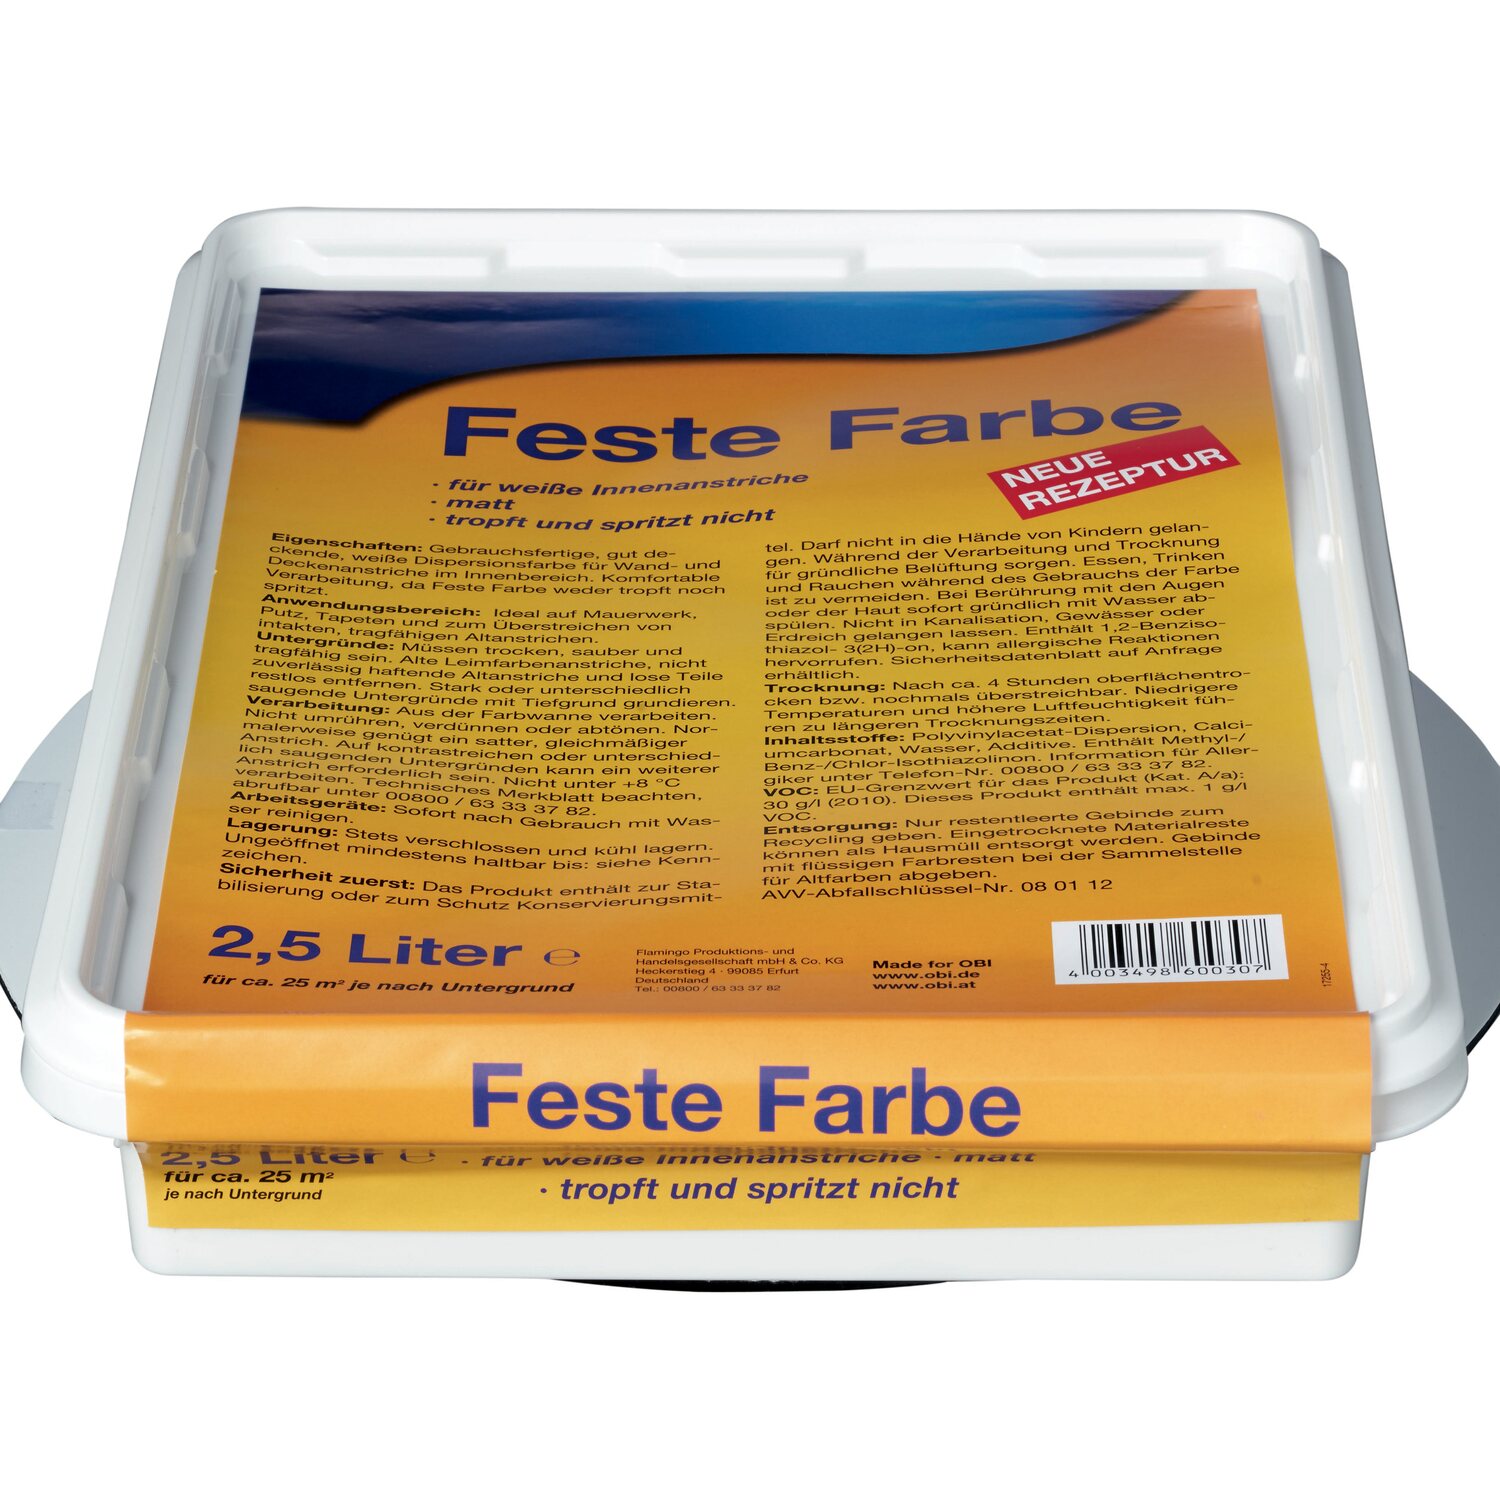 Feste Farbe
NEUE
REZEPTUR
· für weiße Innenanstriche
· matt
· tropft und spritzt nicht
Eigenschaften: Gebrauchsfertige, gut de-
ckende, weiße Dispersionsfarbe für Wand- und
Deckenanstriche im Innenbereich. Komfortable
Verarbeitung, da Feste Farbe weder tropft noch
spritzt.
Anwendungsbereich: Ideal auf Mauerwerk,
Putz, Tapeten und zum Überstreichen von
intakten, tragfähigen Altanstrichen.
Untergründe: Müssen trocken, sauber und
tragfähig sein. Alte Leimfarbenanstriche, nicht
zuverlässig haftende Altanstriche und lose Teile
restlos entfernen. Stark oder unterschiedlich
saugende Untergründe mit Tiefgrund grundieren.
Verarbeitung: Aus der Farbwanne verarbeiten.
Nicht umrühren, verdünnen oder abtönen. Nor-
malerweise genügt ein satter, gleichmäßiger
Anstrich. Auf kontrastreichen oder unterschied-
lich saugenden Untergründen kann ein weiterer
Anstrich erforderlich sein. Nicht unter +8 °C
verarbeiten. Technisches Merkblatt beachten,
abrufbar unter 00800 / 63 33 37 82.
Arbeitsgeräte: Sofort nach Gebrauch mit Was-
ser reinigen.
Lagerung: Stets verschlossen und kühl lagern.
Ungeöffnet mindestens haltbar bis: siehe Kenn-
zeichen.
Sicherheit zuerst: Das Produkt enthält zur Sta-
bilisierung oder zum Schutz Konservierungsmit-
tel. Darf nicht in die Hände von Kindern gelan-
gen. Während der Verarbeitung und Trocknung
für gründliche Belüftung sorgen. Essen, Trinken
und Rauchen während des Gebrauchs der Farbe
ist zu vermeiden. Bei Berührung mit den Augen
oder der Haut sofort gründlich mit Wasser ab-
spülen. Nicht in Kanalisation, Gewässer oder
Erdreich gelangen lassen. Enthält 1,2-Benziso-
thiazol- 3(2H)-on, kann allergische Reaktionen
hervorrufen. Sicherheitsdatenblatt auf Anfrage
erhältlich.
Trocknung: Nach ca. 4 Stunden oberflächentro-
cken bzw. nochmals überstreichbar. Niedrigere
Temperaturen und höhere Luftfeuchtigkeit füh-
ren zu längeren Trocknungszeiten.
Inhaltsstoffe: Polyvinylacetat-Dispersion, Calci-
umcarbonat, Wasser, Additive. Enthält Methyl-/
Benz-/Chlor-Isothiazolinon. Information für Aller-
giker unter Telefon-Nr. 00800 / 63 33 37 82.
VOC: EU-Grenzwert für das Produkt (Kat. A/a):
30 g/l (2010). Dieses Produkt enthält max. 1 g/l
VOC.
Entsorgung: Nur restentleerte Gebinde zum
Recycling geben. Eingetrocknete Materialreste
können als Hausmüll entsorgt werden. Gebinde
mit flüssigen Farbresten bei der Sammelstelle
für Altfarben abgeben.
AVV-Abfallschlüssel-Nr. 08 01 12
2,5 Liter ℮
für ca. 25 m² je nach Untergrund
Flamingo Produktions- und
Handelsgesellschaft mbH & Co. KG
Heckerstieg 4 · 99085 Erfurt
Deutschland
Tel.: 00800 / 63 33 37 82
Made for OBI
www.obi.de
www.obi.at
4 003498 600307
17255-4
Feste Farbe
2,5 Liter ℮ · für weiße Innenanstriche · matt
für ca. 25 m²
je nach Untergrund
· tropft und spritzt nicht